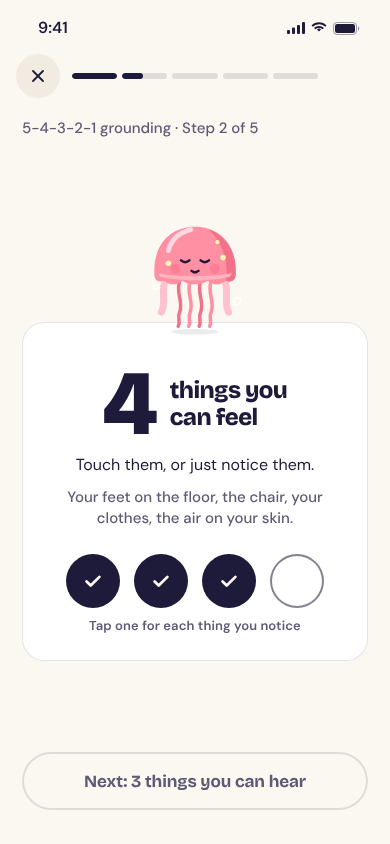 9:41
5-4-3-2-1 grounding · Step 2 of 5
4 things you
can feel
Touch them, or just notice them.
Your feet on the floor, the chair, your
clothes, the air on your skin.
Tap one for each thing you notice
Next: 3 things you can hear